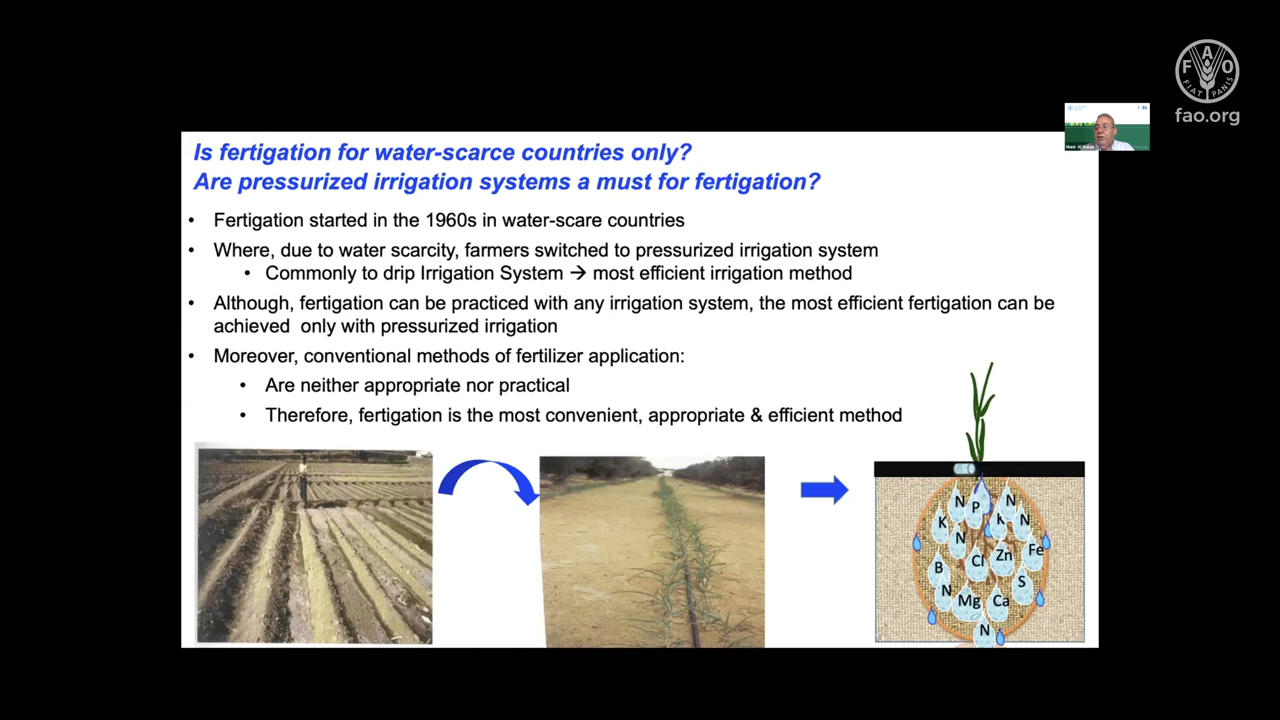 FAO
FIAT PANIS
fao.org
Is fertigation for water-scarce countries only?
Are pressurized irrigation systems a must for fertigation?
• Fertigation started in the 1960s in water-scare countries
• Where, due to water scarcity, farmers switched to pressurized irrigation system
• Commonly to drip Irrigation System → most efficient irrigation method
• Although, fertigation can be practiced with any irrigation system, the most efficient fertigation can be
achieved only with pressurized irrigation
• Moreover, conventional methods of fertilizer application:
• Are neither appropriate nor practical
• Therefore, fertigation is the most convenient, appropriate & efficient method
N
P
N
K
K
N
N
Fe
B
Cl
Zn
N
S
Mg
Ca
N